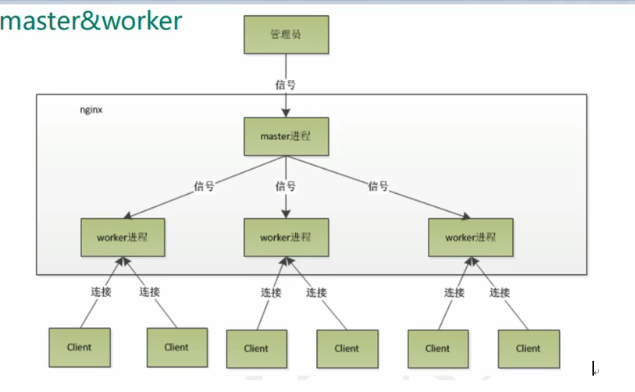 master&worker
管理员
信号
nginx
master进程
信号
信号
信号
worker进程
worker进程
worker进程
连接
连接
连接
连接
连接
连接
Client
Client
Client
Client
Client
Client